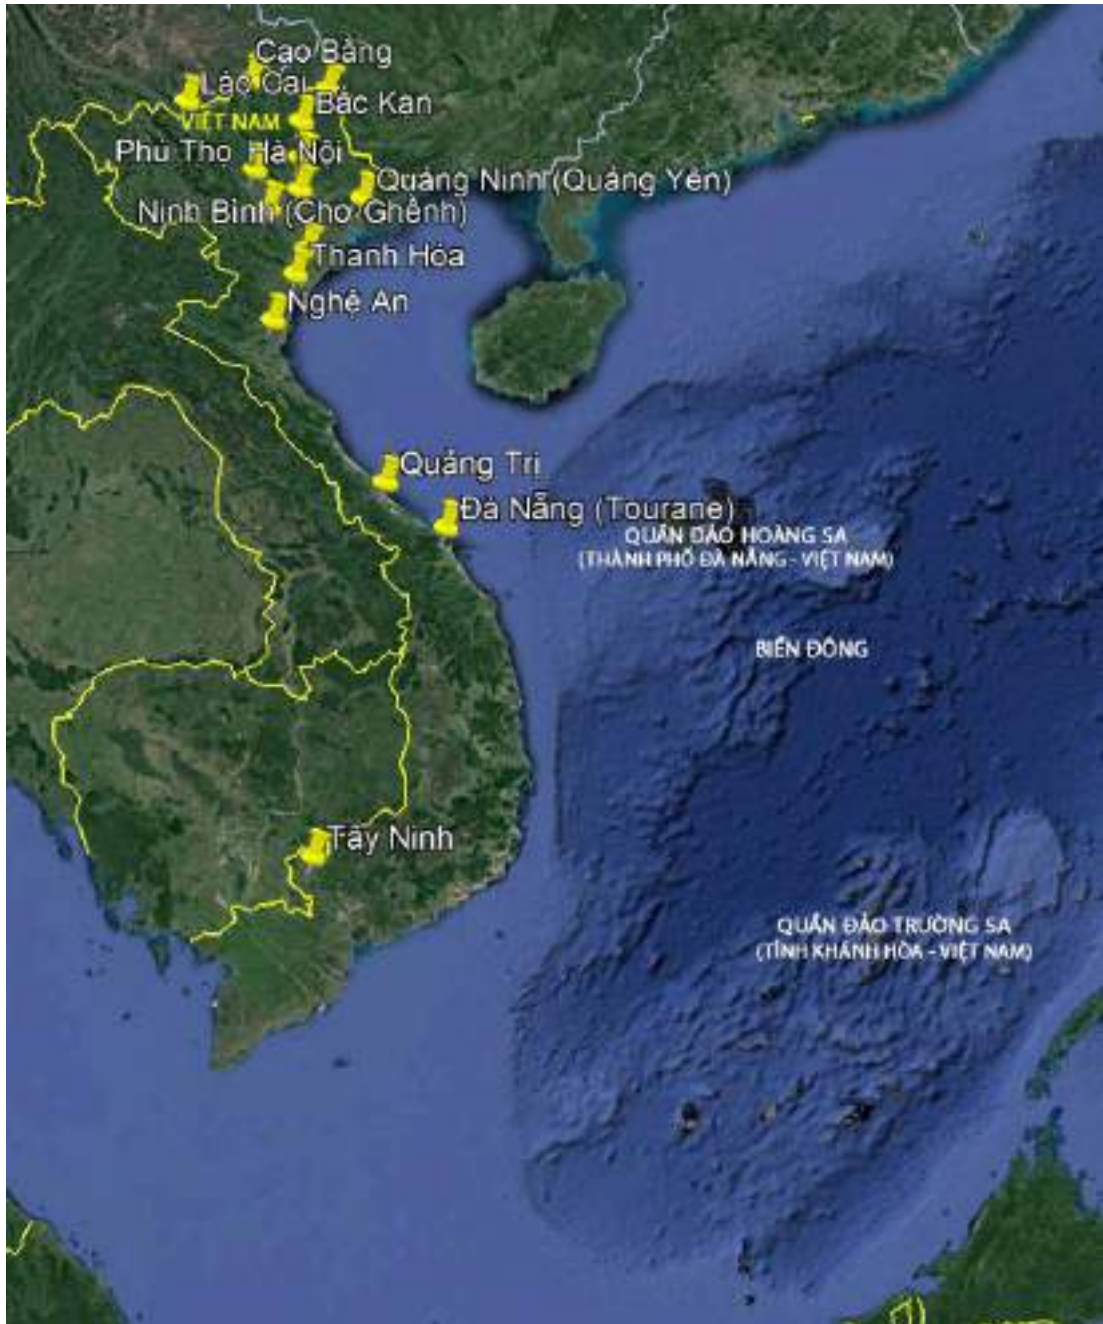 Cao Bằng
Lào Cai
Bắc Kạn
VIỆT NAM
Phú Thọ
Hà Nội
Quảng Ninh (Quảng Yên)
Ninh Bình (Chợ Ghềnh)
Thanh Hóa
Nghệ An
Quảng Trị
Đà Nẵng (Tourane)
QUẦN ĐẢO HOÀNG SA
(THÀNH PHỐ ĐÀ NẴNG - VIỆT NAM)
BIỂN ĐÔNG
Tây Ninh
QUẦN ĐẢO TRƯỜNG SA
(TỈNH KHÁNH HÒA - VIỆT NAM)